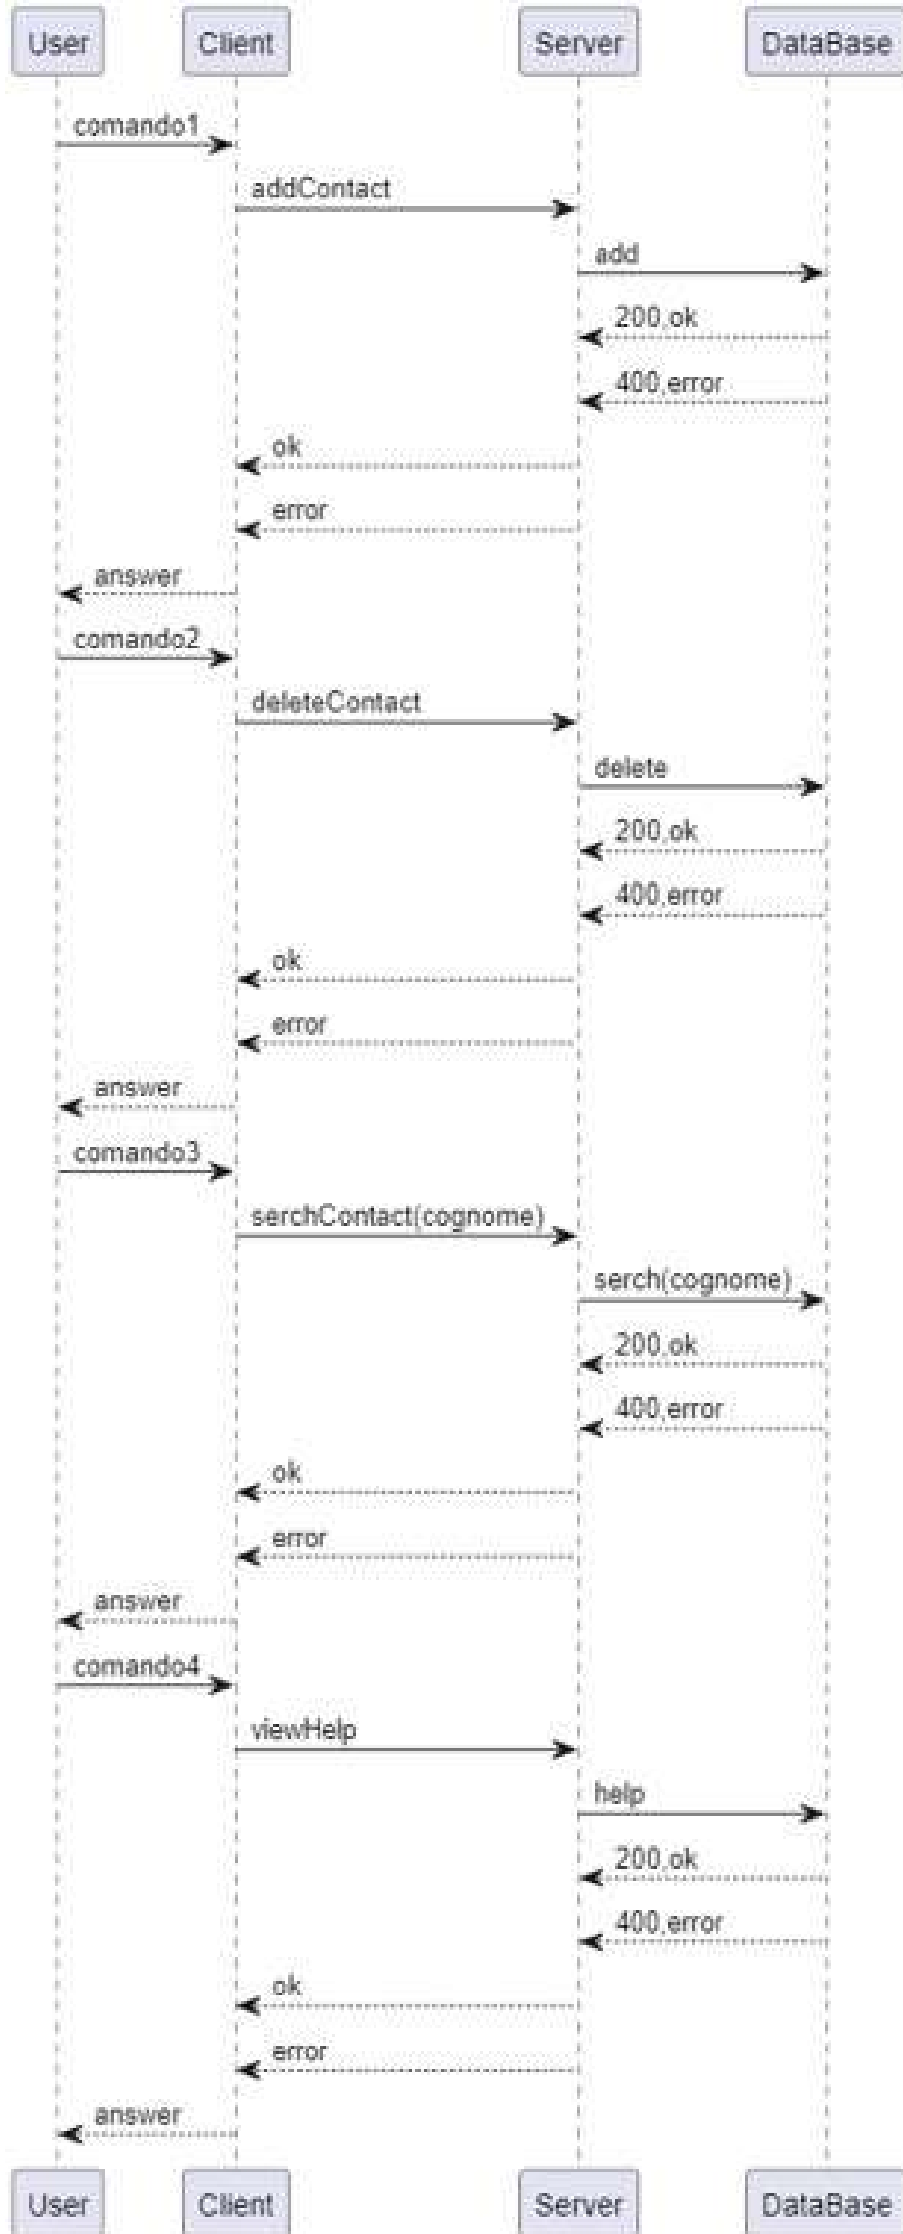 User Client Server DataBase
comando1
addContact
add
200,ok
400,error
ok
error
answer
comando2
deleteContact
delete
200,ok
400,error
ok
error
answer
comando3
serchContact(cognome)
serch(cognome)
200,ok
400,error
ok
error
answer
comando4
viewHelp
help
200,ok
400,error
ok
error
answer
User Client Server DataBase